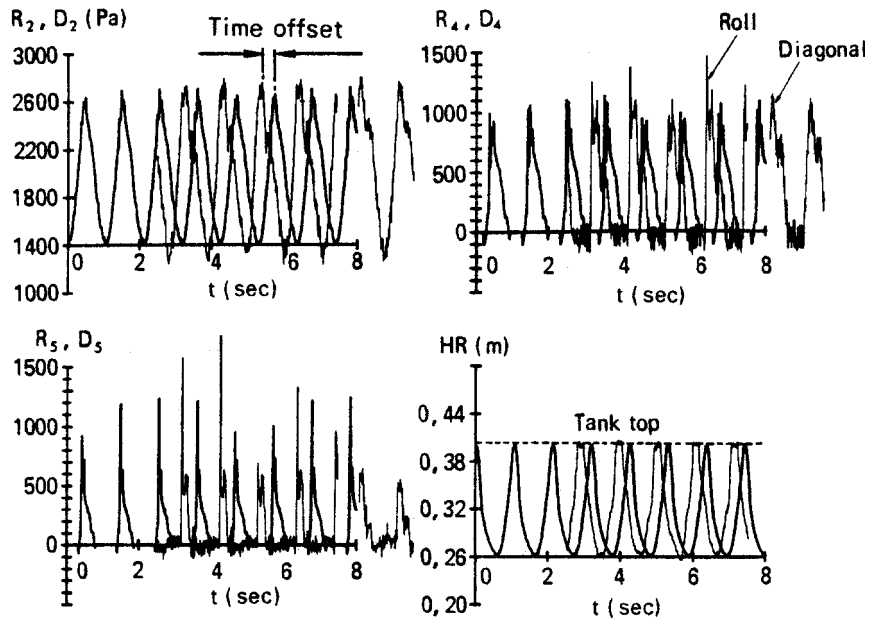 R₂, D₂ (Pa)
Time offset
3000
2600
2200
1800
1400
1000
0 2 4 6 8
t (sec)
R₄, D₄
Roll
Diagonal
1500
1000
500
0
-500
0 2 4 6 8
t (sec)
R₅, D₅
1500
1000
500
0
0 2 4 6 8
t (sec)
HR (m)
Tank top
0,44
0,38
0,32
0,26
0,20
0 2 4 6 8
t (sec)